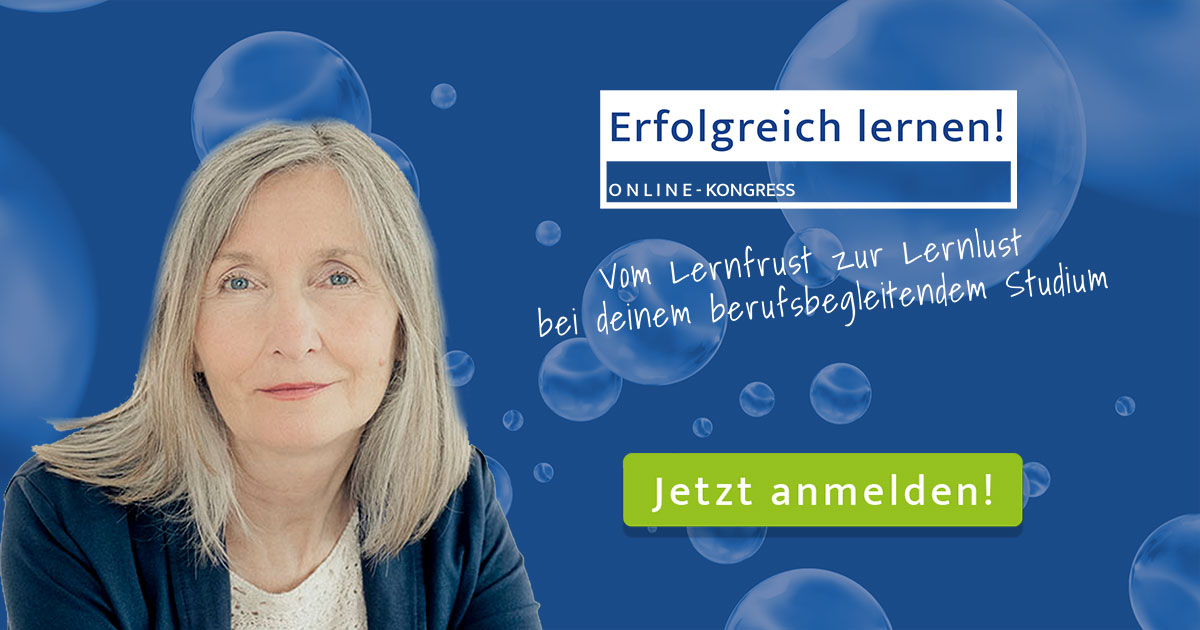 Erfolgreich lernen!
ONLINE-KONGRESS
Vom Lernfrust zur Lernlust
bei deinem berufsbegleitendem Studium
Jetzt anmelden!